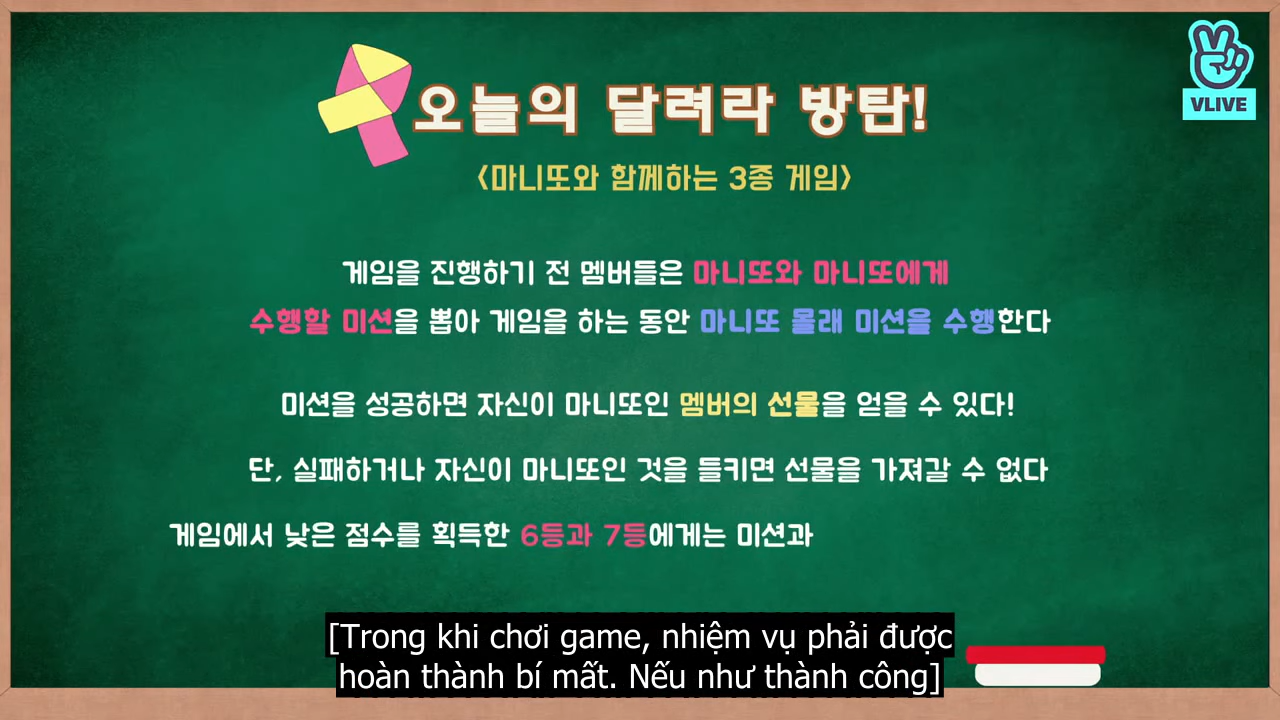 VLIVE
오늘의 달려라 방탄!
<마니또와 함께하는 3종 게임>
게임을 진행하기 전 멤버들은 마니또와 마니또에게
수행할 미션을 뽑아 게임을 하는 동안 마니또 몰래 미션을 수행한다
미션을 성공하면 자신이 마니또인 멤버의 선물을 얻을 수 있다!
단, 실패하거나 자신이 마니또인 것을 들키면 선물을 가져갈 수 없다
게임에서 낮은 점수를 획득한 6등과 7등에게는 미션과
[Trong khi chơi game, nhiệm vụ phải được
hoàn thành bí mất. Nếu như thành công]